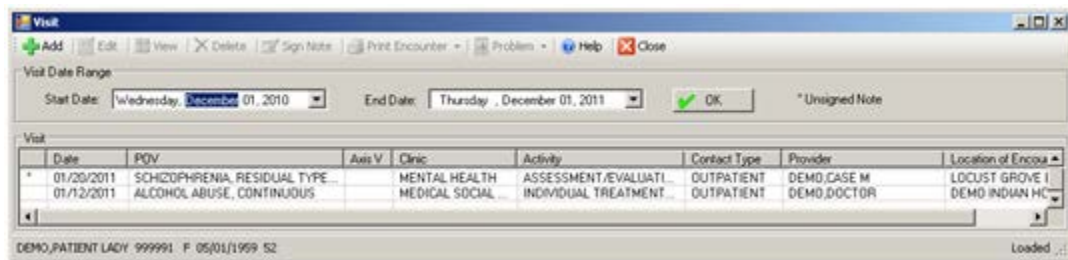 Visit
Add Edit View Delete Sign Note Print Encounter Problem Help Close
Visit Date Range
Start Date: Wednesday, December 01, 2010 End Date: Thursday , December 01, 2011 OK * Unsigned Note
Visit
Date POV Axis V Clinic Activity Contact Type Provider Location of Encou
* 01/20/2011 SCHIZOPHRENIA, RESIDUAL TYPE... MENTAL HEALTH ASSESSMENT/EVALUATI... OUTPATIENT DEMO,CASE M LOCUST GROVE
01/12/2011 ALCOHOL ABUSE, CONTINUOUS MEDICAL SOCIAL ... INDIVIDUAL TREATMENT... OUTPATIENT DEMO,DOCTOR DEMO INDIAN HC
DEMO,PATIENT LADY 999991 F 05/01/1959 52 Loaded